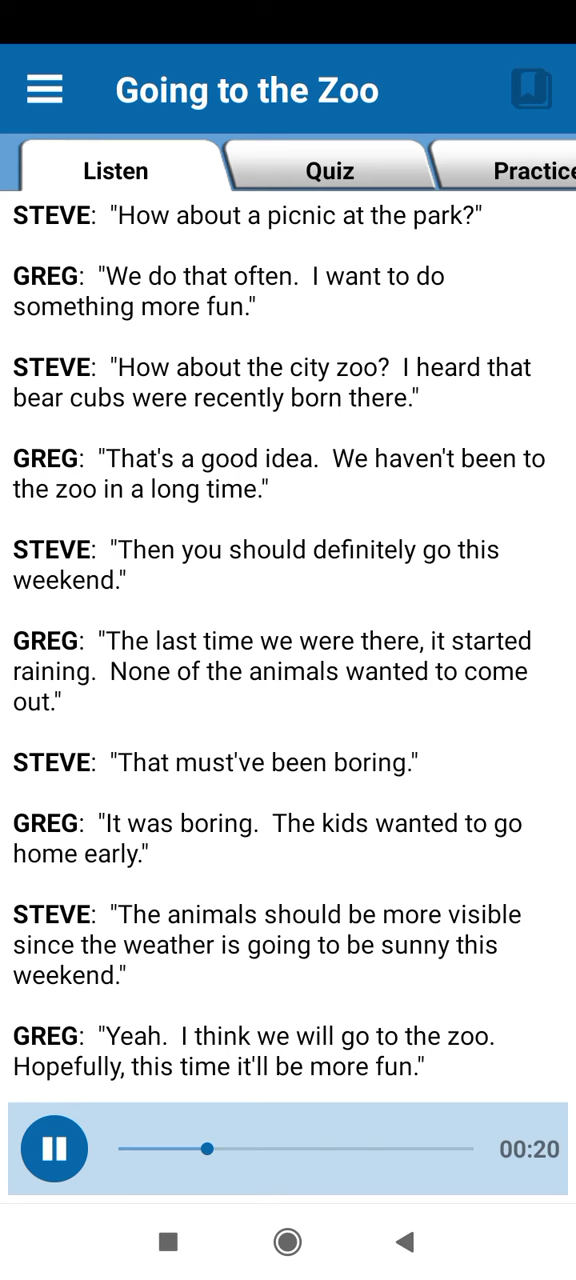 Going to the Zoo
Listen
Quiz
Practice
STEVE:  "How about a picnic at the park?"
GREG:  "We do that often.  I want to do
something more fun."
STEVE:  "How about the city zoo?  I heard that
bear cubs were recently born there."
GREG:  "That's a good idea.  We haven't been to
the zoo in a long time."
STEVE:  "Then you should definitely go this
weekend."
GREG:  "The last time we were there, it started
raining.  None of the animals wanted to come
out."
STEVE:  "That must've been boring."
GREG:  "It was boring.  The kids wanted to go
home early."
STEVE:  "The animals should be more visible
since the weather is going to be sunny this
weekend."
GREG:  "Yeah.  I think we will go to the zoo.
Hopefully, this time it'll be more fun."
00:20